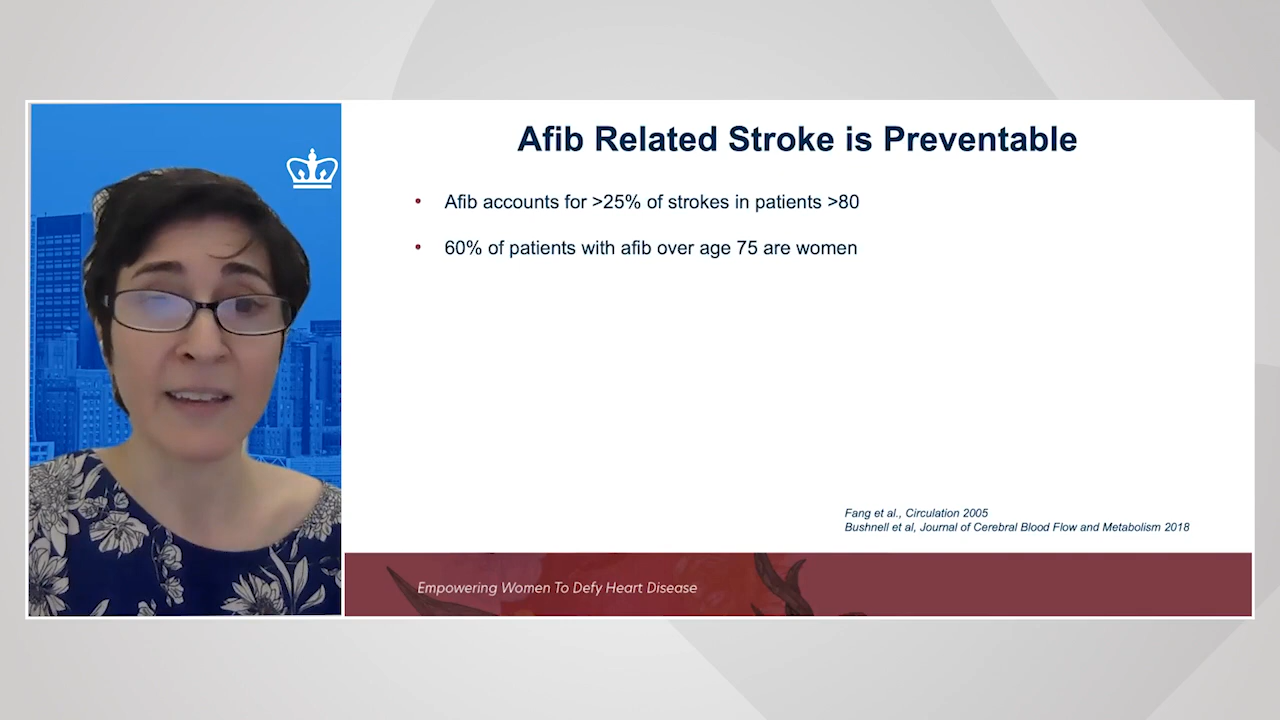 Afib Related Stroke is Preventable
• Afib accounts for >25% of strokes in patients >80
• 60% of patients with afib over age 75 are women
Fang et al., Circulation 2005
Bushnell et al, Journal of Cerebral Blood Flow and Metabolism 2018
Empowering Women To Defy Heart Disease